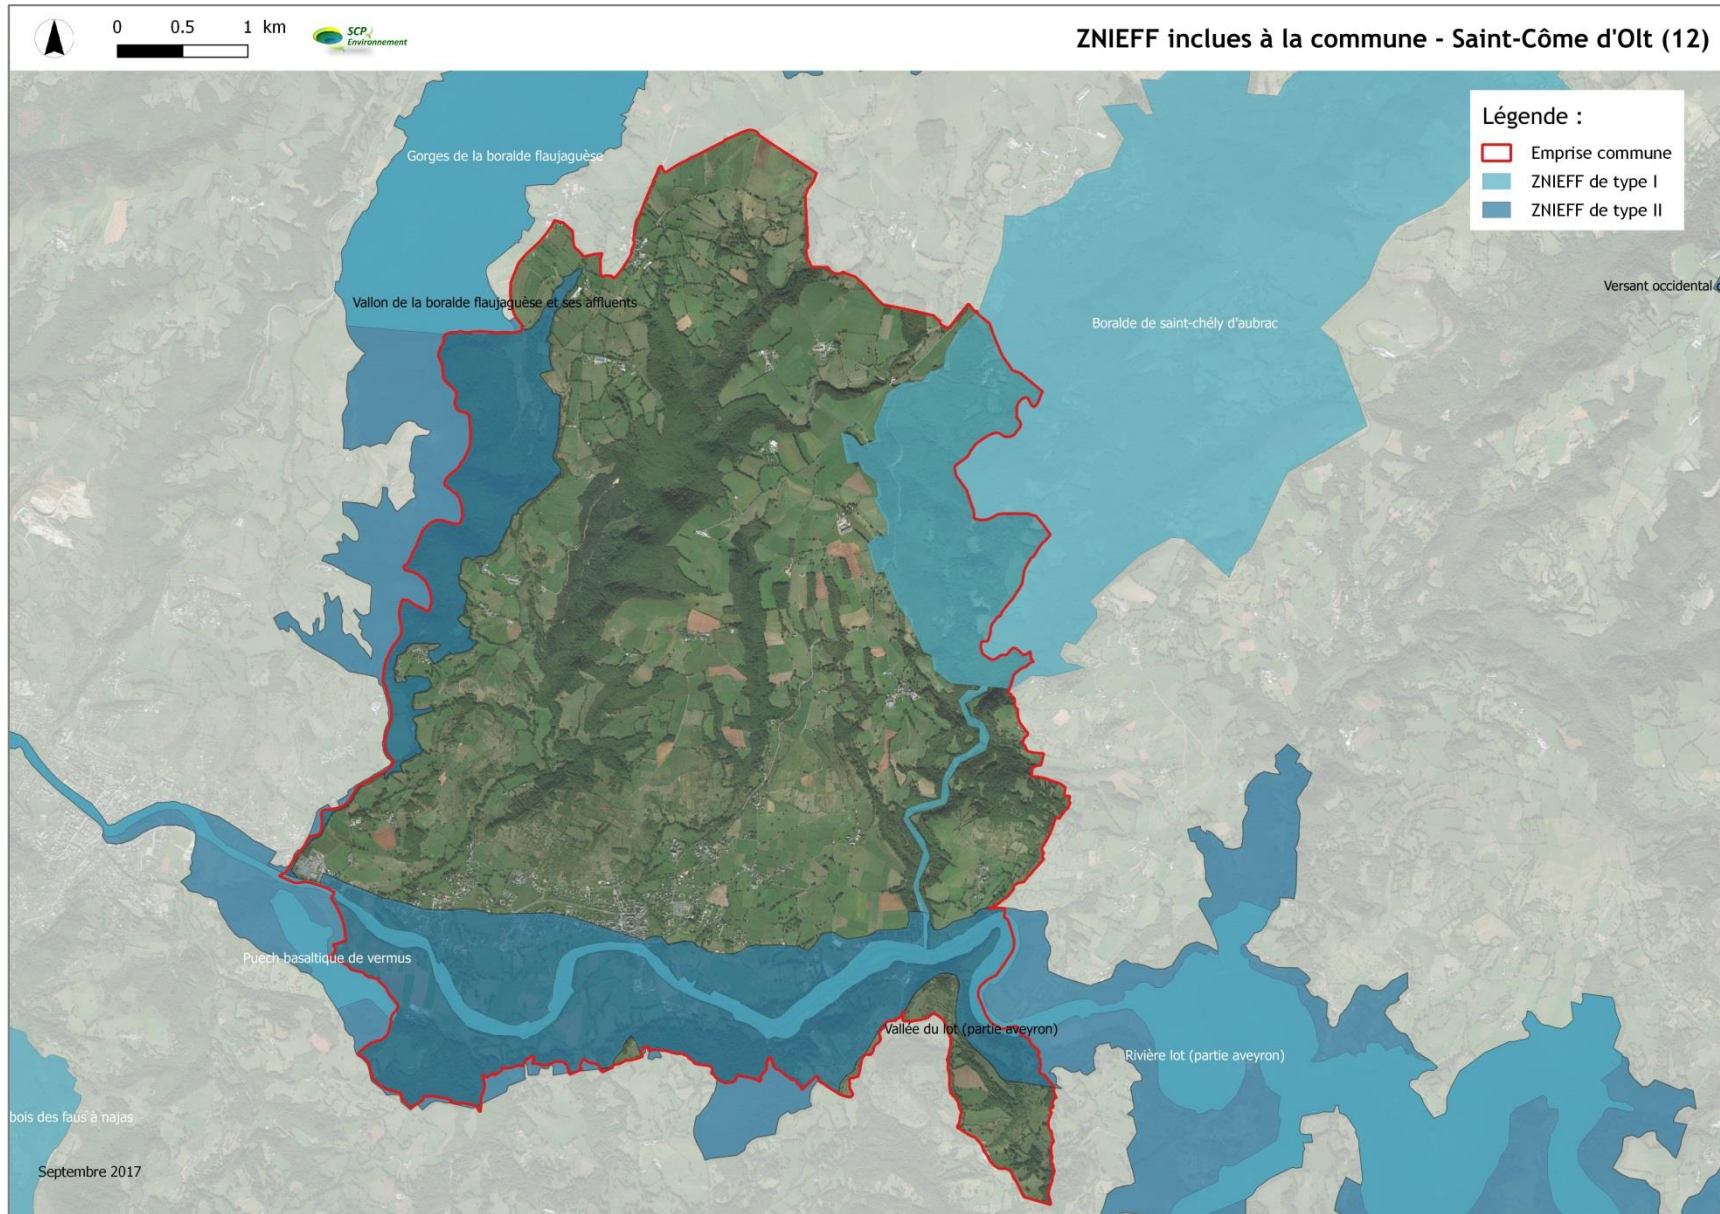 0 0.5 1 km
SCP
Environnement
ZNIEFF inclues à la commune - Saint-Côme d'Olt (12)
Légende :
Emprise commune
ZNIEFF de type I
ZNIEFF de type II
Gorges de la boralde flaujaguèse
Vallon de la boralde flaujaguèse et ses affluents
Versant occidental
Boralde de saint-chély d'aubrac
Puech basaltique de vermus
Vallée du lot (partie aveyron)
Rivière lot (partie aveyron)
bois des faus à najas
Septembre 2017